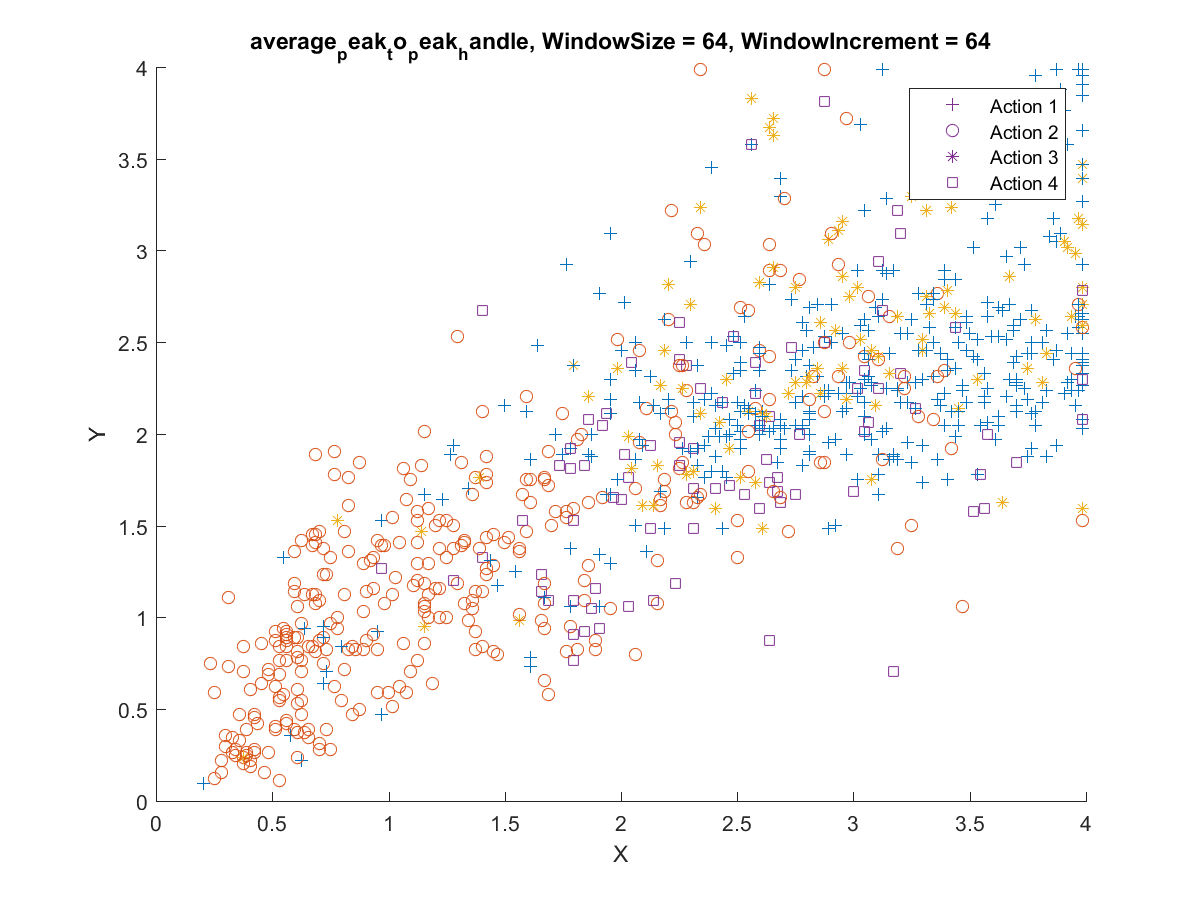 average_peak_to_peak_handle, WindowSize = 64, WindowIncrement = 64
4
3.5
3
2.5
2
1.5
1
0.5
0
Y
Action 1
Action 2
Action 3
Action 4
0 0.5 1 1.5 2 2.5 3 3.5 4
X